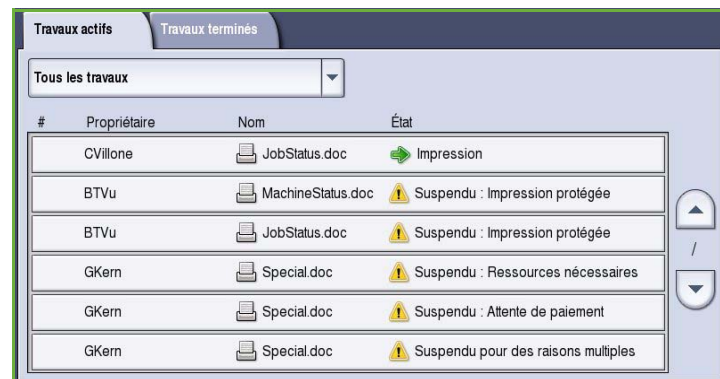 Travaux actifs Travaux terminés
Tous les travaux
# Propriétaire Nom État
CVillone JobStatus.doc Impression
BTVu MachineStatus.doc Suspendu : Impression protégée
BTVu JobStatus.doc Suspendu : Impression protégée
/
GKern Special.doc Suspendu : Ressources nécessaires
GKern Special.doc Suspendu : Attente de paiement
GKern Special.doc Suspendu pour des raisons multiples